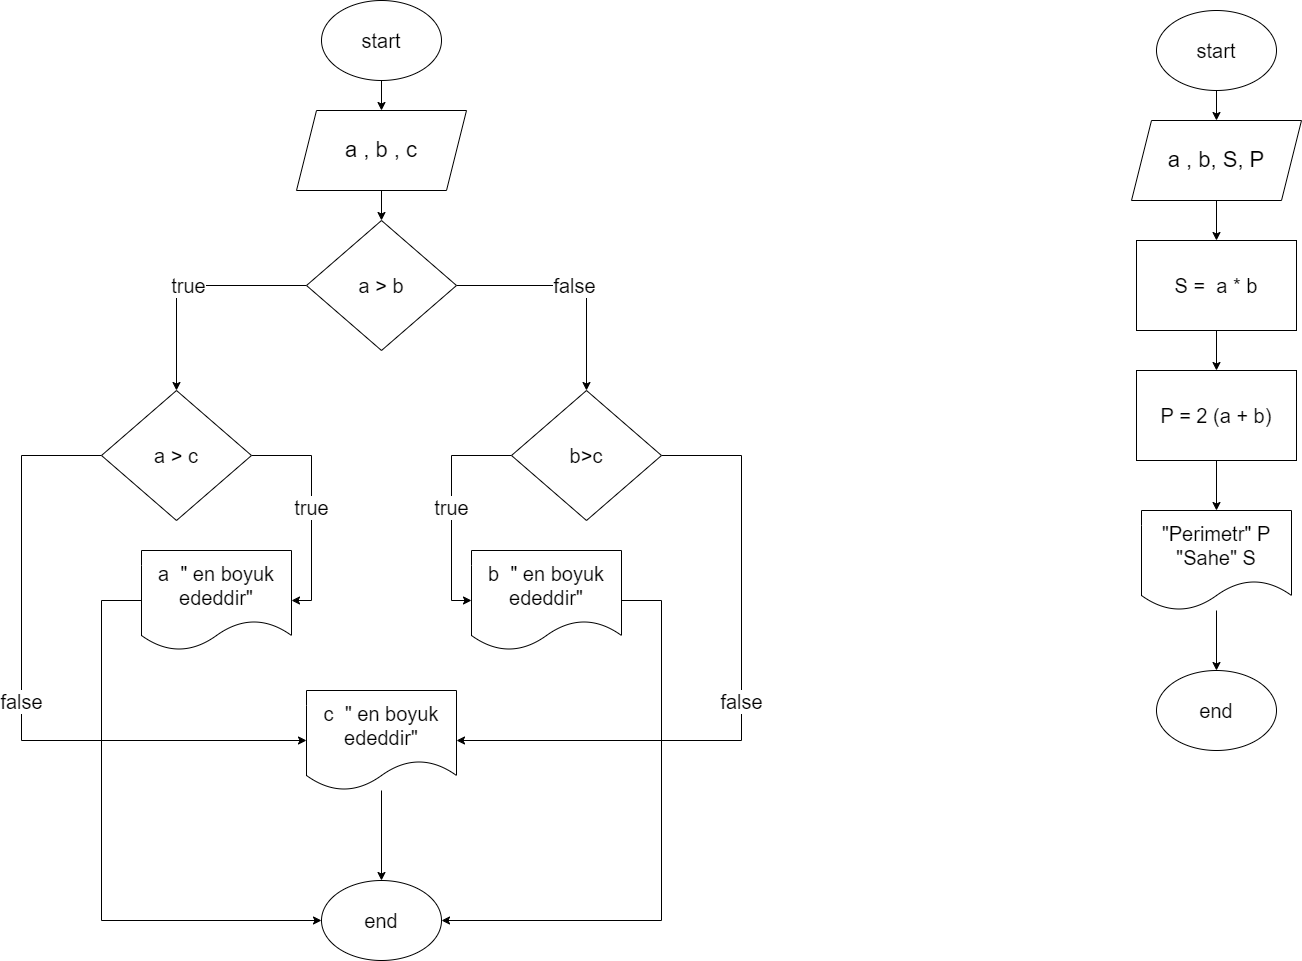 start
a , b , c
a > b
true
false
a > c
b>c
true
true
a  " en boyuk
ededdir"
b  " en boyuk
ededdir"
false
false
c  " en boyuk
ededdir"
end
start
a , b, S, P
S =  a * b
P = 2 (a + b)
"Perimetr" P
"Sahe" S
end